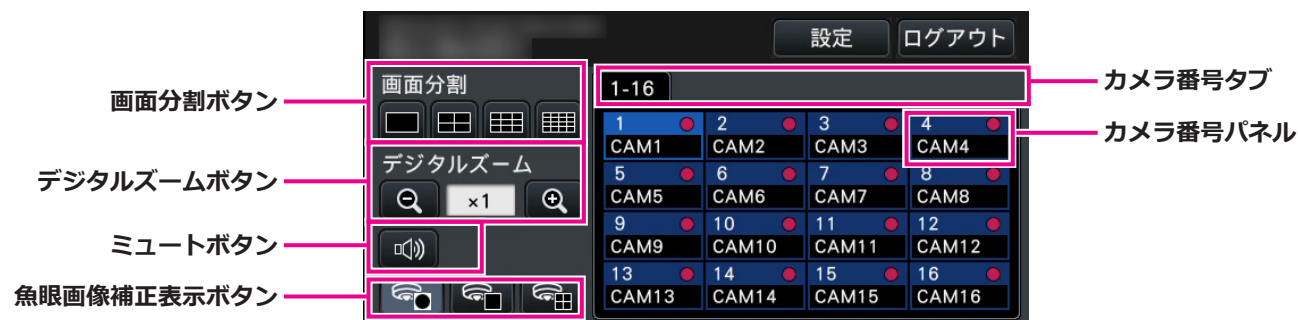 設定 ログアウト
画面分割ボタン
画面分割
デジタルズームボタン
デジタルズーム
×1
ミュートボタン
魚眼画像補正表示ボタン
カメラ番号タブ
1-16
カメラ番号パネル
1 2 3 4
CAM1 CAM2 CAM3 CAM4
5 6 7 8
CAM5 CAM6 CAM7 CAM8
9 10 11 12
CAM9 CAM10 CAM11 CAM12
13 14 15 16
CAM13 CAM14 CAM15 CAM16